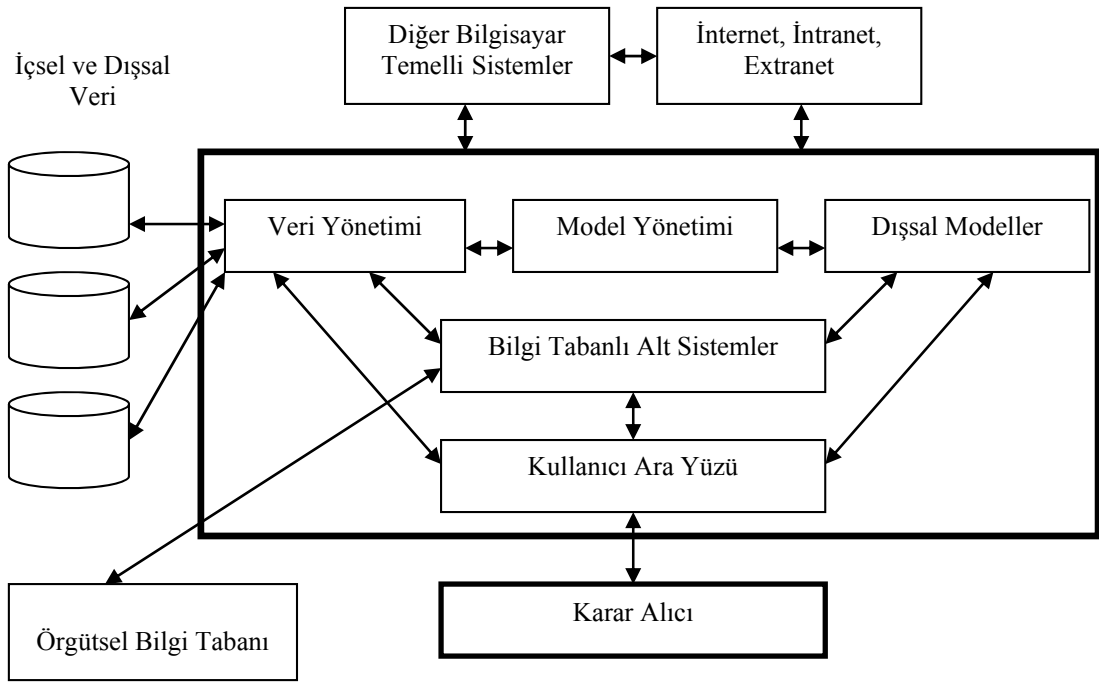 Diğer Bilgisayar
Temelli Sistemler
İnternet, İntranet,
Extranet
İçsel ve Dışsal
Veri
Veri Yönetimi
Model Yönetimi
Dışsal Modeller
Bilgi Tabanlı Alt Sistemler
Kullanıcı Ara Yüzü
Karar Alıcı
Örgütsel Bilgi Tabanı